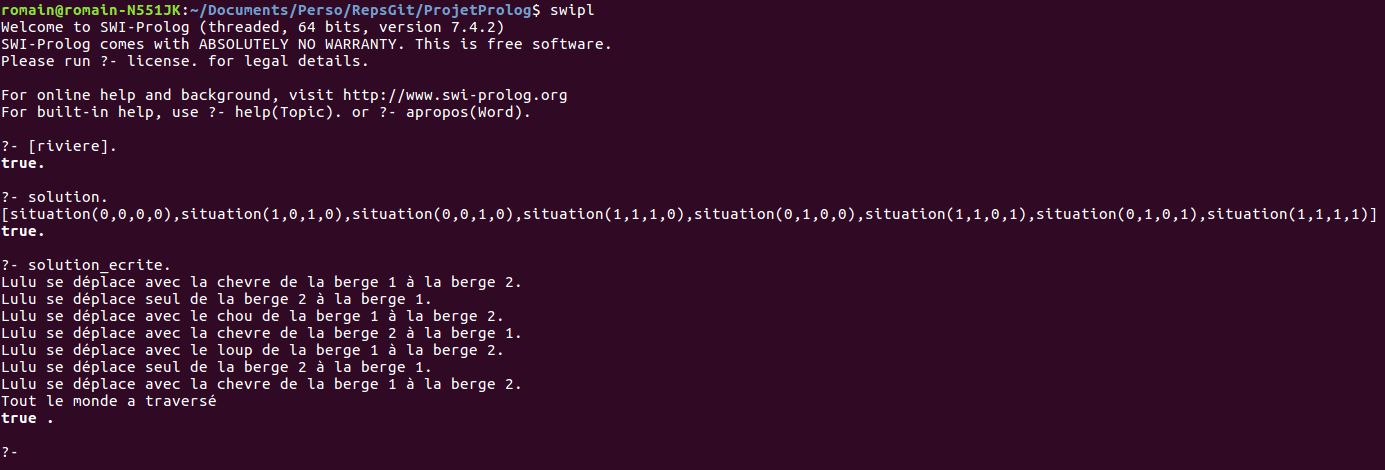 romain@romain-N551JK:~/Documents/Perso/RepsGit/ProjetProlog$ swipl
Welcome to SWI-Prolog (threaded, 64 bits, version 7.4.2)
SWI-Prolog comes with ABSOLUTELY NO WARRANTY. This is free software.
Please run ?- license. for legal details.
For online help and background, visit http://www.swi-prolog.org
For built-in help, use ?- help(Topic). or ?- apropos(Word).
?- [riviere].
true.
?- solution.
[situation(0,0,0,0),situation(1,0,1,0),situation(0,0,1,0),situation(1,1,1,0),situation(0,1,0,0),situation(1,1,0,1),situation(0,1,0,1),situation(1,1,1,1)]
true.
?- solution_ecrite.
Lulu se déplace avec la chevre de la berge 1 à la berge 2.
Lulu se déplace seul de la berge 2 à la berge 1.
Lulu se déplace avec le chou de la berge 1 à la berge 2.
Lulu se déplace avec la chevre de la berge 2 à la berge 1.
Lulu se déplace avec le loup de la berge 1 à la berge 2.
Lulu se déplace seul de la berge 2 à la berge 1.
Lulu se déplace avec la chevre de la berge 1 à la berge 2.
Tout le monde a traversé
true .
?-